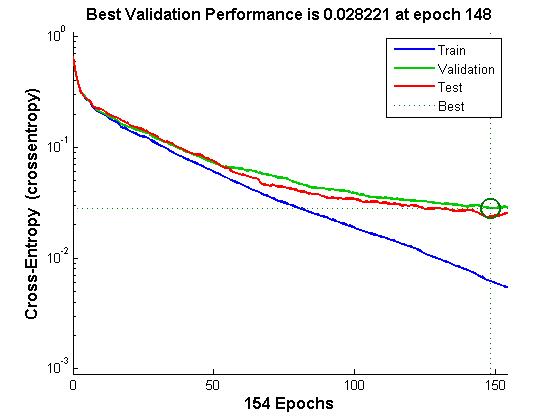 Best Validation Performance is 0.028221 at epoch 148
Cross-Entropy (crossentropy)
10^0
10^-1
10^-2
10^-3
Train
Validation
Test
Best
0
50
100
150
154 Epochs